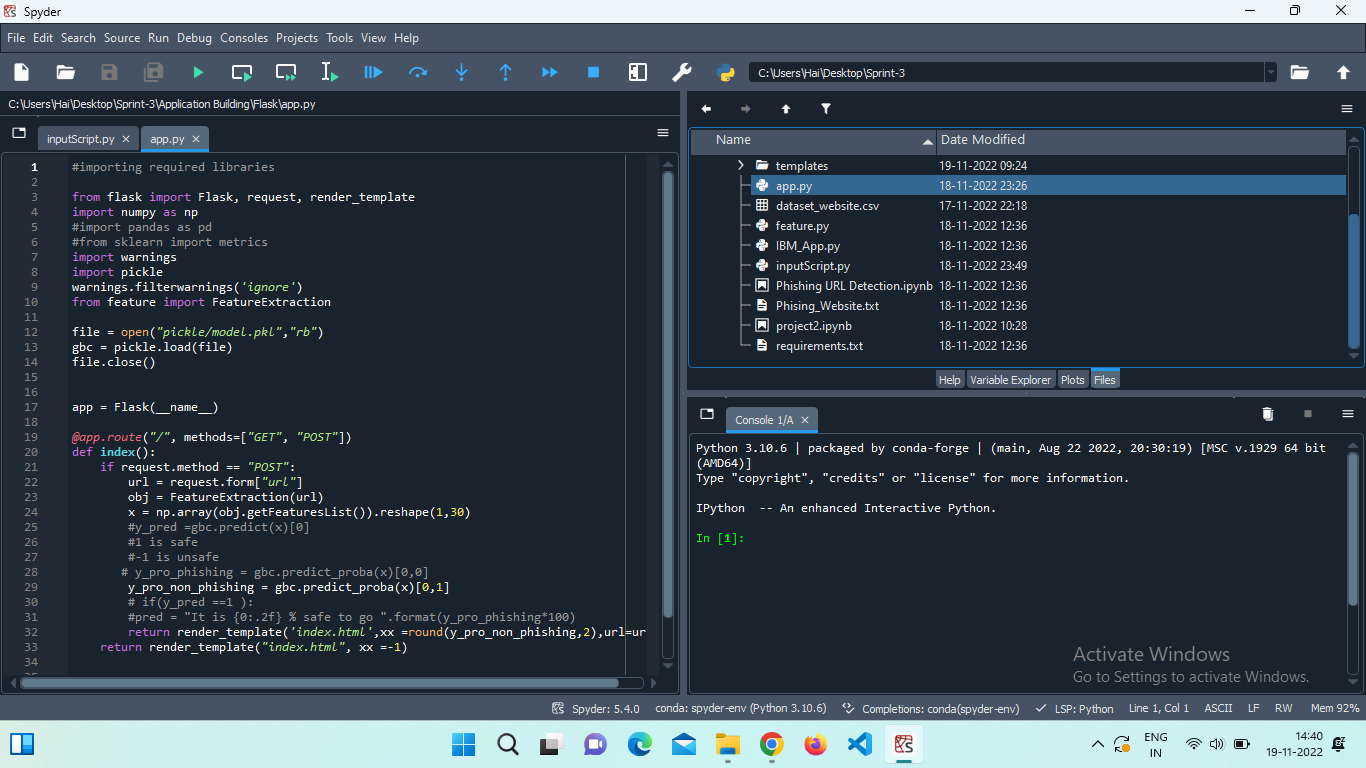 Spyder
File Edit Search Source Run Debug Consoles Projects Tools View Help
C:\Users\Hai\Desktop\Sprint-3
C:\Users\Hai\Desktop\Sprint-3\Application Building\Flask\app.py
inputScript.py app.py
1 #importing required libraries
2
3 from flask import Flask, request, render_template
4 import numpy as np
5 #import pandas as pd
6 #from sklearn import metrics
7 import warnings
8 import pickle
9 warnings.filterwarnings('ignore')
10 from feature import FeatureExtraction
11
12 file = open("pickle/model.pkl","rb")
13 gbc = pickle.load(file)
14 file.close()
15
16
17 app = Flask(__name__)
18
19 @app.route("/", methods=["GET", "POST"])
20 def index():
21 if request.method == "POST":
22 url = request.form["url"]
23 obj = FeatureExtraction(url)
24 x = np.array(obj.getFeaturesList()).reshape(1,30)
25 #y_pred =gbc.predict(x)[0]
26 #1 is safe
27 #-1 is unsafe
28 # y_pro_phishing = gbc.predict_proba(x)[0,0]
29 y_pro_non_phishing = gbc.predict_proba(x)[0,1]
30 # if(y_pred ==1 ):
31 #pred = "It is {0:.2f} % safe to go ".format(y_pro_phishing*100)
32 return render_template('index.html',xx =round(y_pro_non_phishing,2),url=ur
33 return render_template("index.html", xx =-1)
34
Name Date Modified
templates 19-11-2022 09:24
app.py 18-11-2022 23:26
dataset_website.csv 17-11-2022 22:18
feature.py 18-11-2022 12:36
IBM_App.py 18-11-2022 12:36
inputScript.py 18-11-2022 23:49
Phishing URL Detection.ipynb 18-11-2022 12:36
Phising_Website.txt 18-11-2022 12:36
project2.ipynb 18-11-2022 10:28
requirements.txt 18-11-2022 12:36
Help Variable Explorer Plots Files
Console 1/A
Python 3.10.6 | packaged by conda-forge | (main, Aug 22 2022, 20:30:19) [MSC v.1929 64 bit
(AMD64)]
Type "copyright", "credits" or "license" for more information.
IPython -- An enhanced Interactive Python.
In [1]:
Activate Windows
Go to Settings to activate Windows.
Spyder: 5.4.0 conda: spyder-env (Python 3.10.6) Completions: conda(spyder-env) LSP: Python Line 1, Col 1 ASCII LF RW Mem 92%
ENG
IN
14:40
19-11-2022